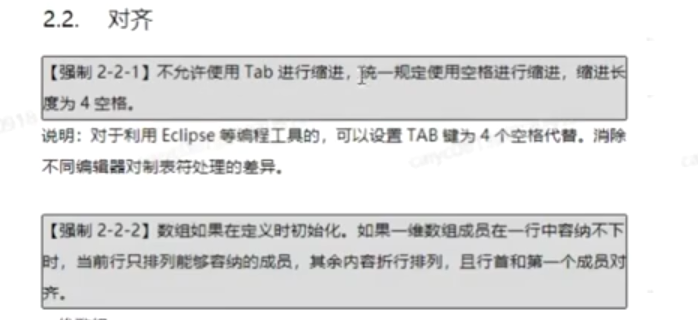 2.2. 对齐
【强制 2-2-1】不允许使用 Tab 进行缩进，统一规定使用空格进行缩进，缩进长
度为 4 空格。
说明：对于利用 Eclipse 等编程工具的，可以设置 TAB 键为 4 个空格代替。消除
不同编辑器对制表符处理的差异。
【强制 2-2-2】数组如果在定义时初始化。如果一维数组成员在一行中容纳不下
时，当前行只排列能够容纳的成员，其余内容折行排列，且行首和第一个成员对
齐。